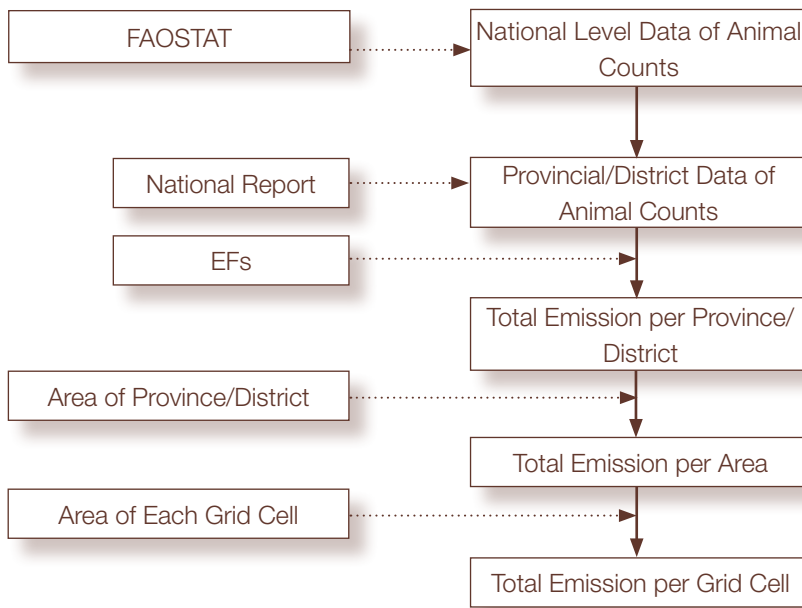 FAOSTAT
National Level Data of Animal
Counts
National Report
Provincial/District Data of
Animal Counts
EFs
Total Emission per Province/
District
Area of Province/District
Total Emission per Area
Area of Each Grid Cell
Total Emission per Grid Cell